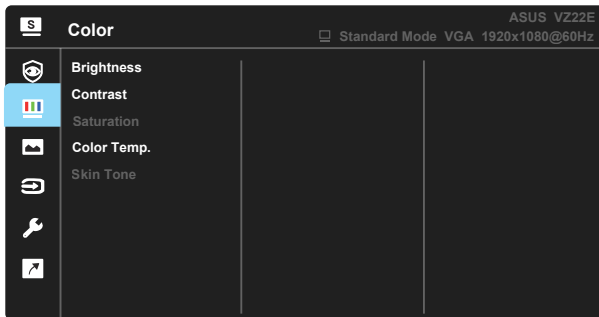 S
Color
ASUS VZ22E
Standard Mode VGA 1920x1080@60Hz
Brightness
Contrast
Saturation
Color Temp.
Skin Tone